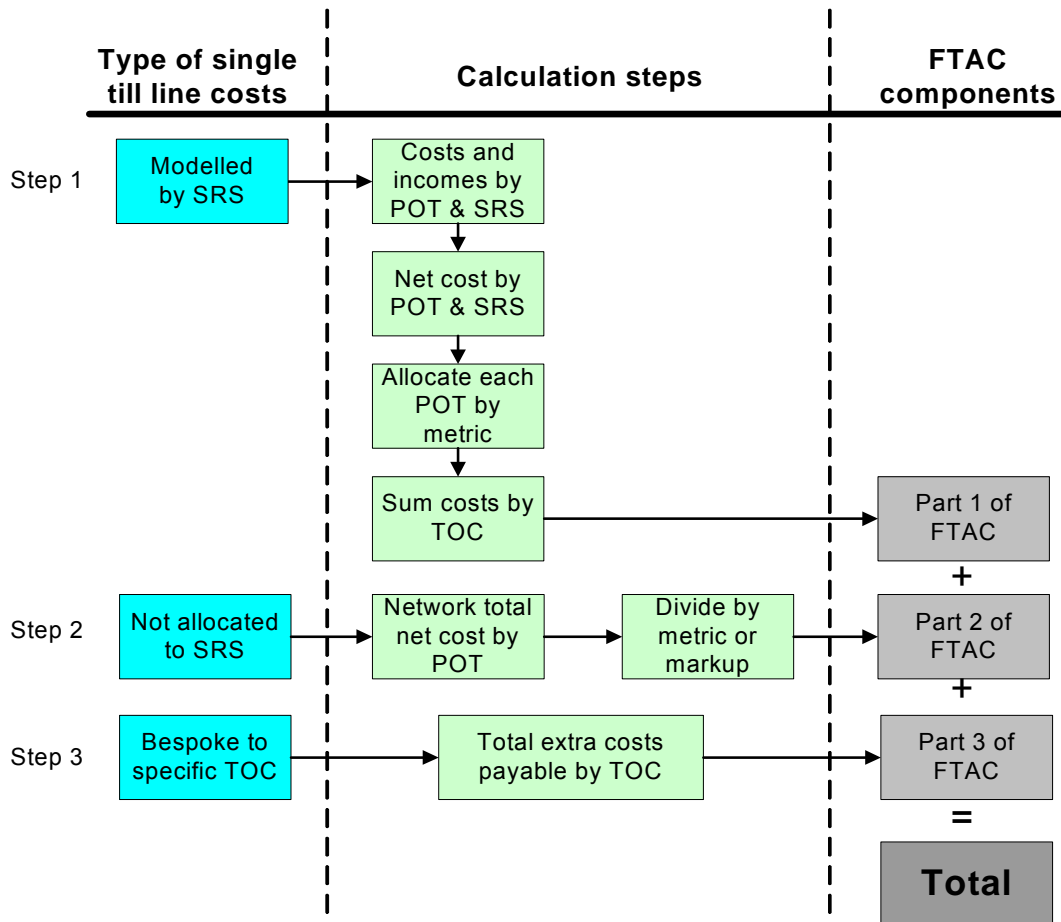 Type of single
till line costs
Calculation steps
FTAC
components
Step 1
Modelled
by SRS
Costs and
incomes by
POT & SRS
Net cost by
POT & SRS
Allocate each
POT by
metric
Sum costs by
TOC
Part 1 of
FTAC
+
Step 2
Not allocated
to SRS
Network total
net cost by
POT
Divide by
metric or
markup
Part 2 of
FTAC
+
Step 3
Bespoke to
specific TOC
Total extra costs
payable by TOC
Part 3 of
FTAC
=
Total